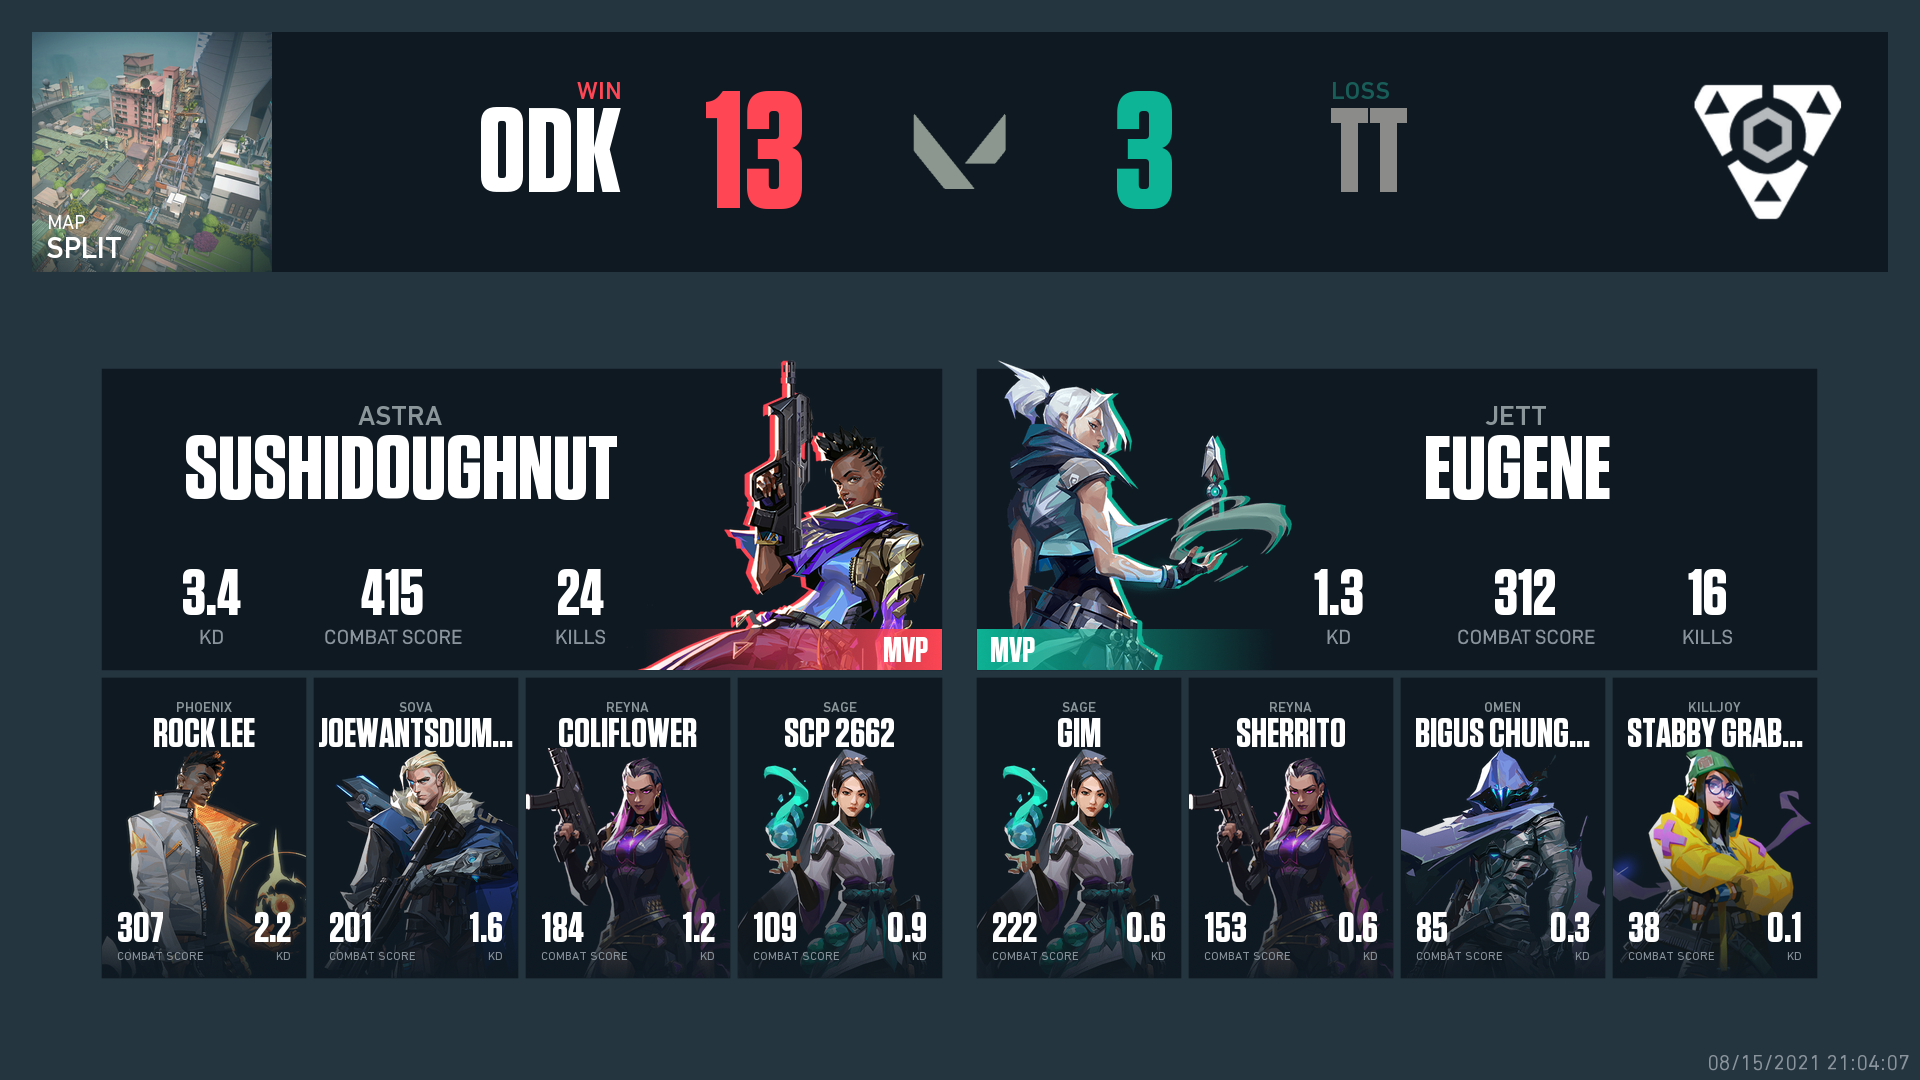 WIN
ODK
13
3
LOSS
TT
MAP
SPLIT
ASTRA
SUSHIDOUGHNUT
3.4
415
24
KD
COMBAT SCORE
KILLS
MVP
JETT
EUGENE
1.3
312
16
KD
COMBAT SCORE
KILLS
MVP
PHOENIX
ROCK LEE
307
2.2
COMBAT SCORE
KD
SOVA
JOEWANTSDUM...
201
1.6
COMBAT SCORE
KD
REYNA
COLIFLOWER
184
1.2
COMBAT SCORE
KD
SAGE
SCP 2662
109
0.9
COMBAT SCORE
KD
SAGE
GIM
222
0.6
COMBAT SCORE
KD
REYNA
SHERRITO
153
0.6
COMBAT SCORE
KD
OMEN
BIGUS CHUNG...
85
0.3
COMBAT SCORE
KD
KILLJOY
STABBY GRAB...
38
0.1
COMBAT SCORE
KD
08/15/2021 21:04:07